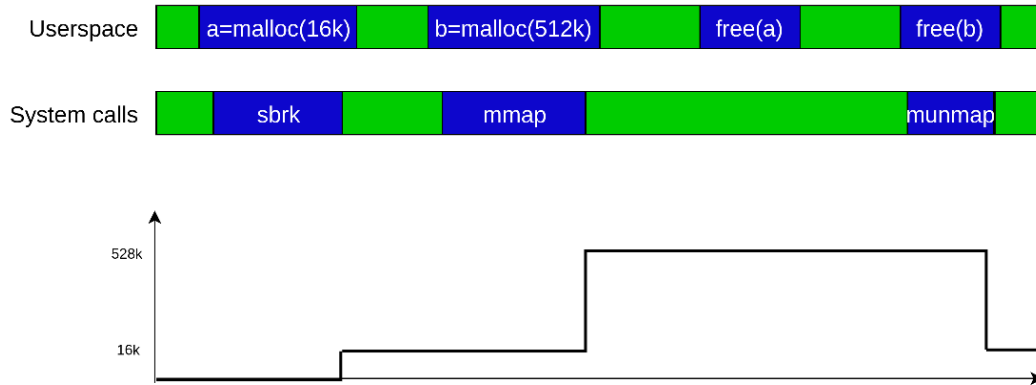 Userspace a=malloc(16k) b=malloc(512k) free(a) free(b)
System calls sbrk mmap munmap
528k
16k